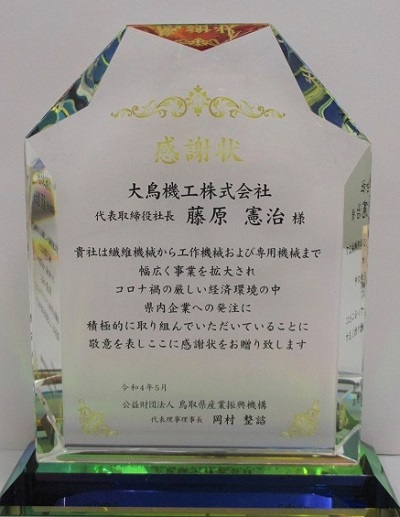 感謝状
大鳥機工株式会社
代表取締役社長 藤原 憲治 様
貴社は繊維機械から工作機械および専用機械まで
幅広く事業を拡大され
コロナ禍の厳しい経済環境の中
県内企業への発注に
積極的に取り組んでいただいていることに
敬意を表しここに感謝状をお贈り致します
令和4年5月
公益財団法人 鳥取県産業振興機構
代表理事理事長 岡村 整諮